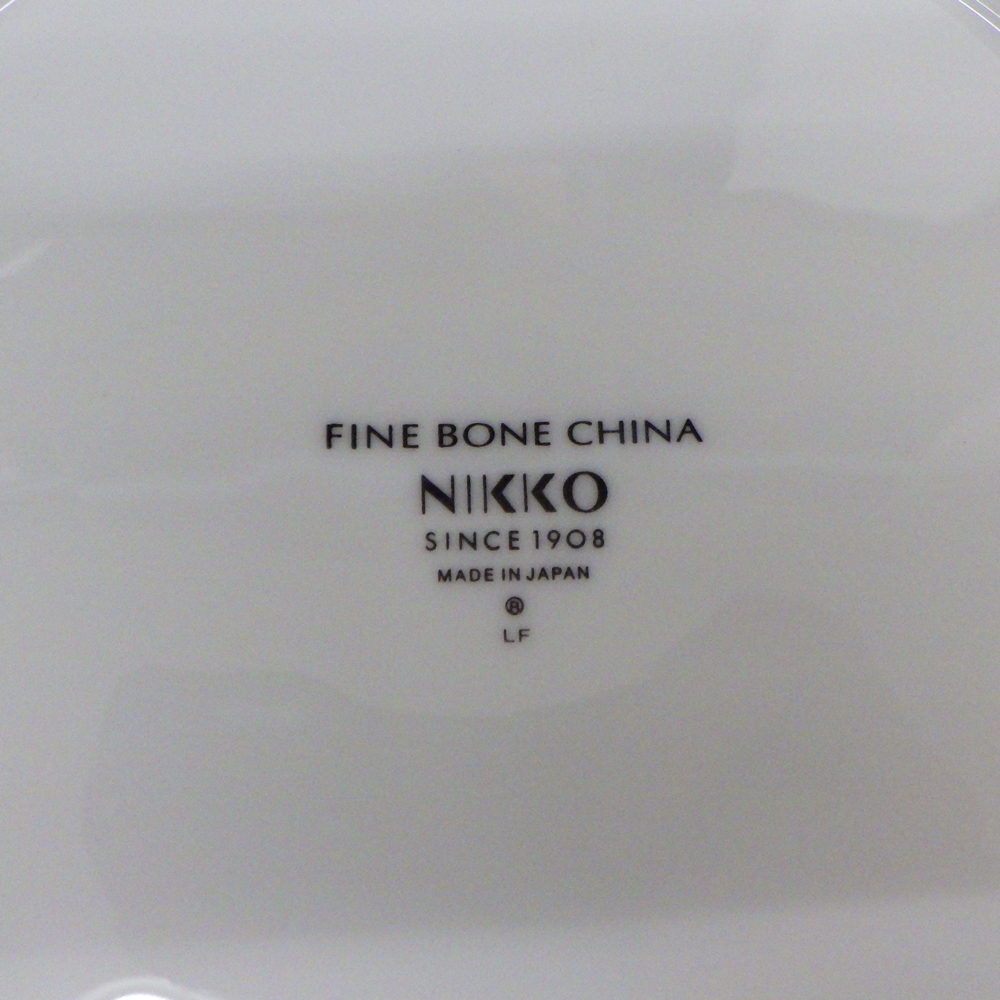 FINE BONE CHINA
NIKKO
SINCE 1908
MADE IN JAPAN
®
LF